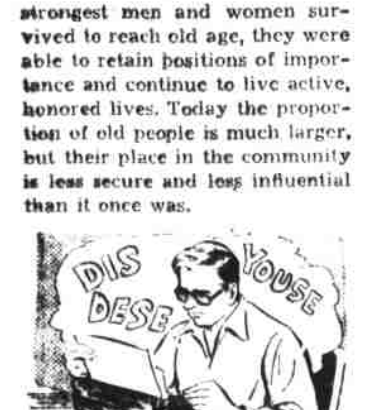 strongest men and women sur-
vived to reach old age, they were
able to retain positions of impor-
tance and continue to live active,
honored lives. Today the propor-
tion of old people is much larger,
but their place in the community
is less secure and less influential
than it once was.
DIS
DESE
YOUSE